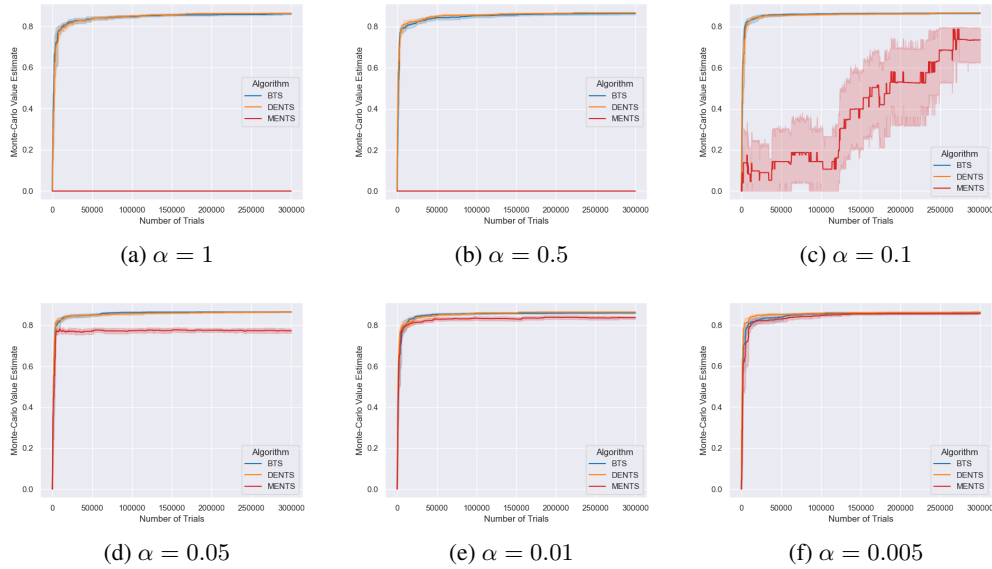 Monte-Carlo Value Estimate
0.8
0.6
0.4
0.2
0.0
Algorithm
BTS
DENTS
MENTS
0 50000 100000 150000 200000 250000 300000
Number of Trials
(a) α = 1
Monte-Carlo Value Estimate
0.8
0.6
0.4
0.2
0.0
Algorithm
BTS
DENTS
MENTS
0 50000 100000 150000 200000 250000 300000
Number of Trials
(b) α = 0.5
Monte-Carlo Value Estimate
0.8
0.6
0.4
0.2
0.0
Algorithm
BTS
DENTS
MENTS
0 50000 100000 150000 200000 250000 300000
Number of Trials
(c) α = 0.1
Monte-Carlo Value Estimate
0.8
0.6
0.4
0.2
0.0
Algorithm
BTS
DENTS
MENTS
0 50000 100000 150000 200000 250000 300000
Number of Trials
(d) α = 0.05
Monte-Carlo Value Estimate
0.8
0.6
0.4
0.2
0.0
Algorithm
BTS
DENTS
MENTS
0 50000 100000 150000 200000 250000 300000
Number of Trials
(e) α = 0.01
Monte-Carlo Value Estimate
0.8
0.6
0.4
0.2
0.0
Algorithm
BTS
DENTS
MENTS
0 50000 100000 150000 200000 250000 300000
Number of Trials
(f) α = 0.005